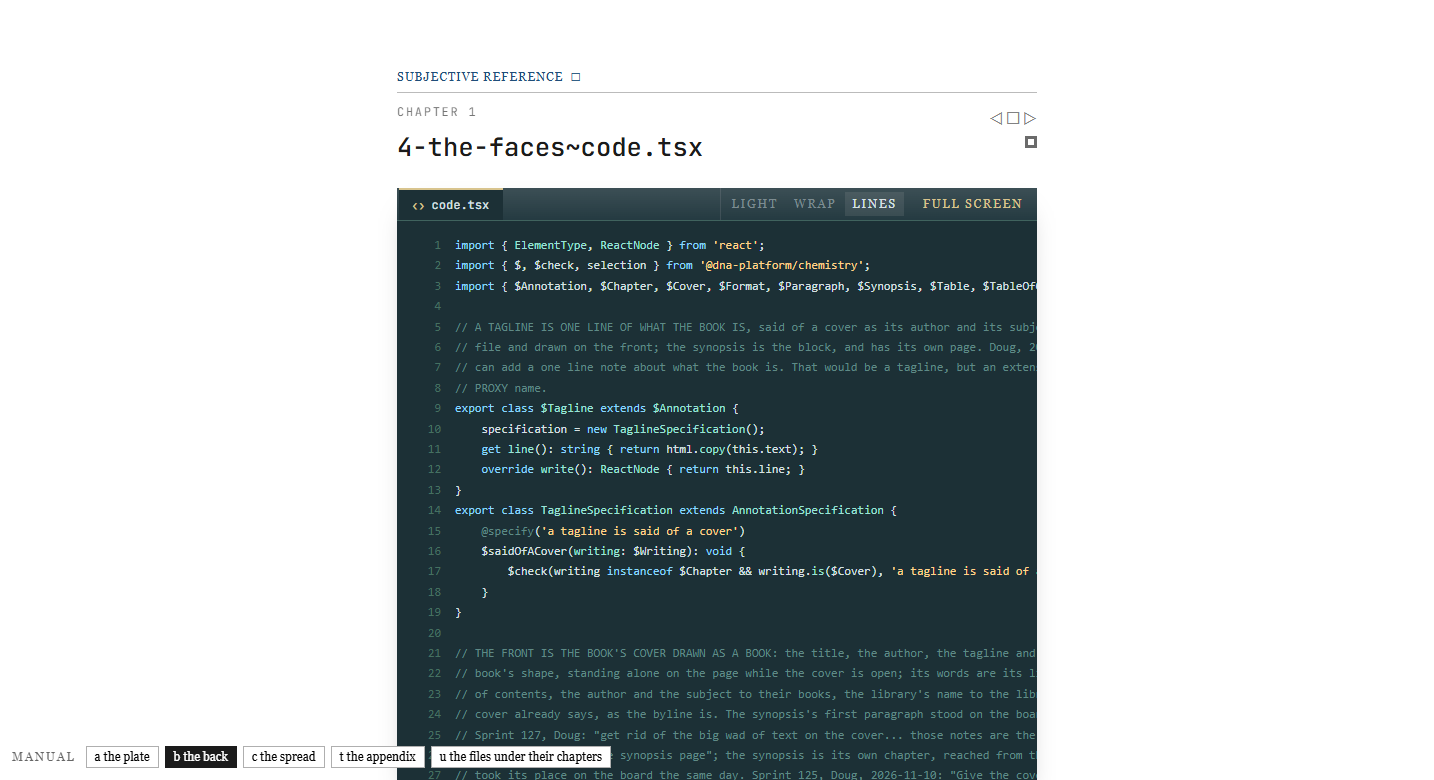 SUBJECTIVE REFERENCE
CHAPTER 1
4-the-faces~code.tsx
<> code.tsx LIGHT WRAP LINES FULL SCREEN
1 import { ElementType, ReactNode } from 'react';
2 import { $, $check, selection } from '@dna-platform/chemistry';
3 import { $Annotation, $Chapter, $Cover, $Format, $Paragraph, $Synopsis, $Table, $TableOf
4
5 // A TAGLINE IS ONE LINE OF WHAT THE BOOK IS, said of a cover as its author and its subj
6 // file and drawn on the front; the synopsis is the block, and has its own page. Doug, 2
7 // can add a one line note about what the book is. That would be a tagline, but an exten
8 // PROXY name.
9 export class $Tagline extends $Annotation {
10 specification = new TaglineSpecification();
11 get line(): string { return html.copy(this.text); }
12 override write(): ReactNode { return this.line; }
13 }
14 export class TaglineSpecification extends AnnotationSpecification {
15 @specify('a tagline is said of a cover')
16 $saidOfACover(writing: $Writing): void {
17 $check(writing instanceof $Chapter && writing.is($Cover), 'a tagline is said of
18 }
19 }
20
21 // THE FRONT IS THE BOOK'S COVER DRAWN AS A BOOK: the title, the author, the tagline and
22 // book's shape, standing alone on the page while the cover is open; its words are its l
23 // of contents, the author and the subject to their books, the library's name to the lib
24 // cover already says, as the byline is. The synopsis's first paragraph stood on the boa
25 // Sprint 127, Doug: "get rid of the big wad of text on the cover... those notes are the
synopsis page"; the synopsis is its own chapter, reached from th
27 // took its place on the board the same day. Sprint 125, Doug, 2026-11-10: "Give the cov
MANUAL a the plate b the back c the spread t the appendix u the files under their chapters